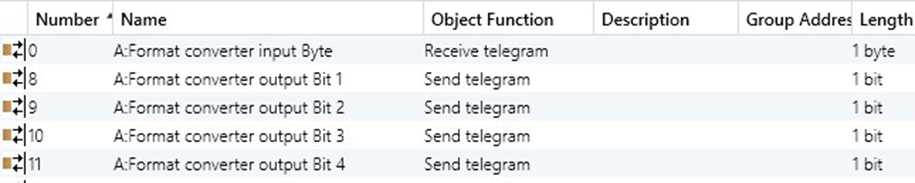 Number Name Object Function Description Group Addres Length
0 A:Format converter input Byte Receive telegram 1 byte
8 A:Format converter output Bit 1 Send telegram 1 bit
9 A:Format converter output Bit 2 Send telegram 1 bit
10 A:Format converter output Bit 3 Send telegram 1 bit
11 A:Format converter output Bit 4 Send telegram 1 bit